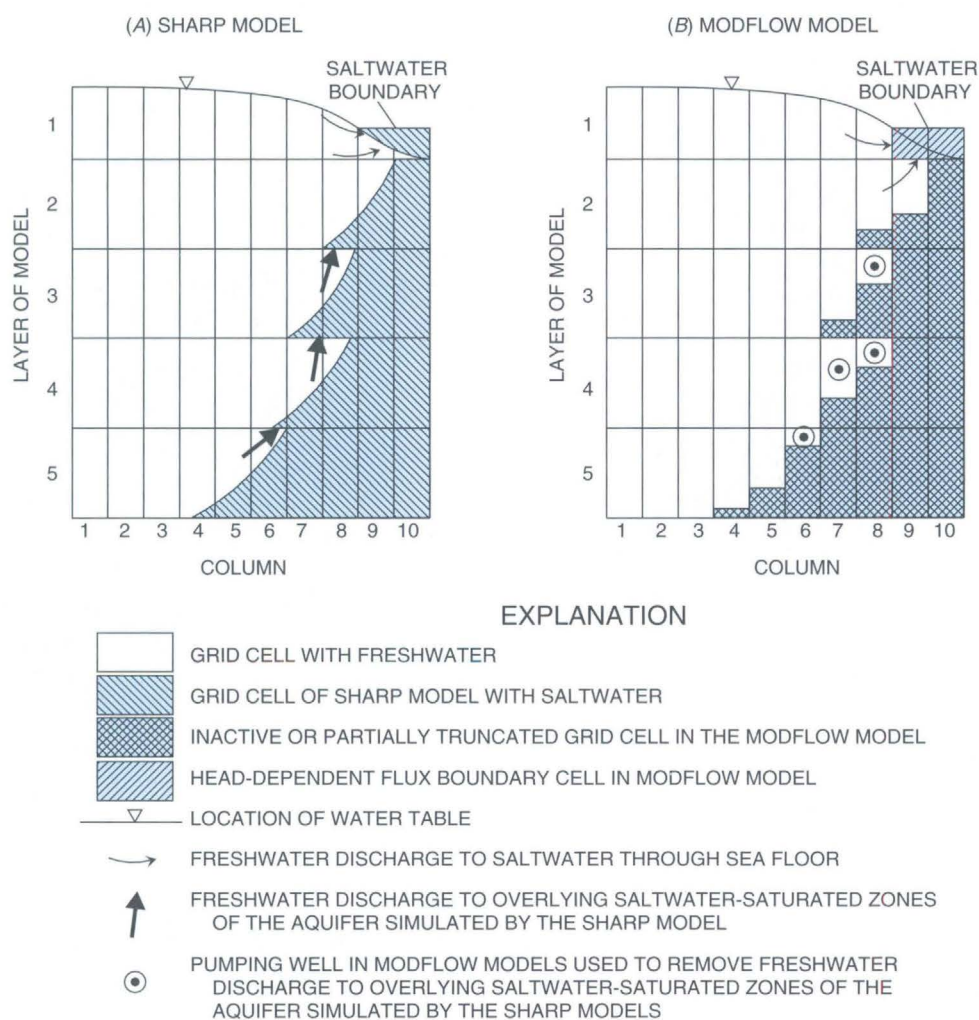 (A) SHARP MODEL
SALTWATER
BOUNDARY
LAYER OF MODEL
1
2
3
4
5
1 2 3 4 5 6 7 8 9 10
COLUMN
(B) MODFLOW MODEL
SALTWATER
BOUNDARY
LAYER OF MODEL
1
2
3
4
5
1 2 3 4 5 6 7 8 9 10
COLUMN
EXPLANATION
GRID CELL WITH FRESHWATER
GRID CELL OF SHARP MODEL WITH SALTWATER
INACTIVE OR PARTIALLY TRUNCATED GRID CELL IN THE MODFLOW MODEL
HEAD-DEPENDENT FLUX BOUNDARY CELL IN MODFLOW MODEL
LOCATION OF WATER TABLE
FRESHWATER DISCHARGE TO SALTWATER THROUGH SEA FLOOR
FRESHWATER DISCHARGE TO OVERLYING SALTWATER-SATURATED ZONES
OF THE AQUIFER SIMULATED BY THE SHARP MODEL
PUMPING WELL IN MODFLOW MODELS USED TO REMOVE FRESHWATER
DISCHARGE TO OVERLYING SALTWATER-SATURATED ZONES OF THE
AQUIFER SIMULATED BY THE SHARP MODELS